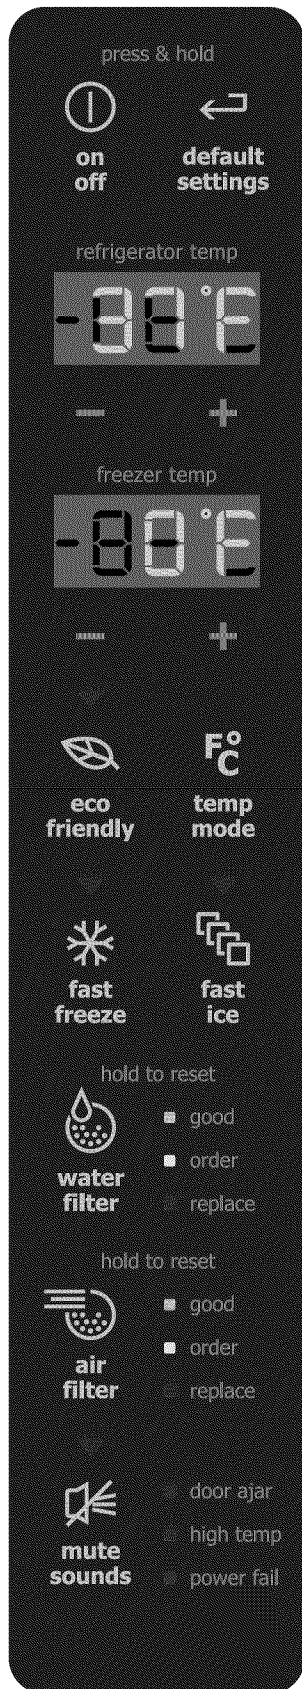 press & hold
on off
default settings
refrigerator temp
37°F
− +
freezer temp
0°F
− +
F°C
eco friendly
temp mode
fast freeze
fast ice
hold to reset
water filter
good
order
replace
hold to reset
air filter
good
order
replace
mute sounds
door ajar
high temp
power fail